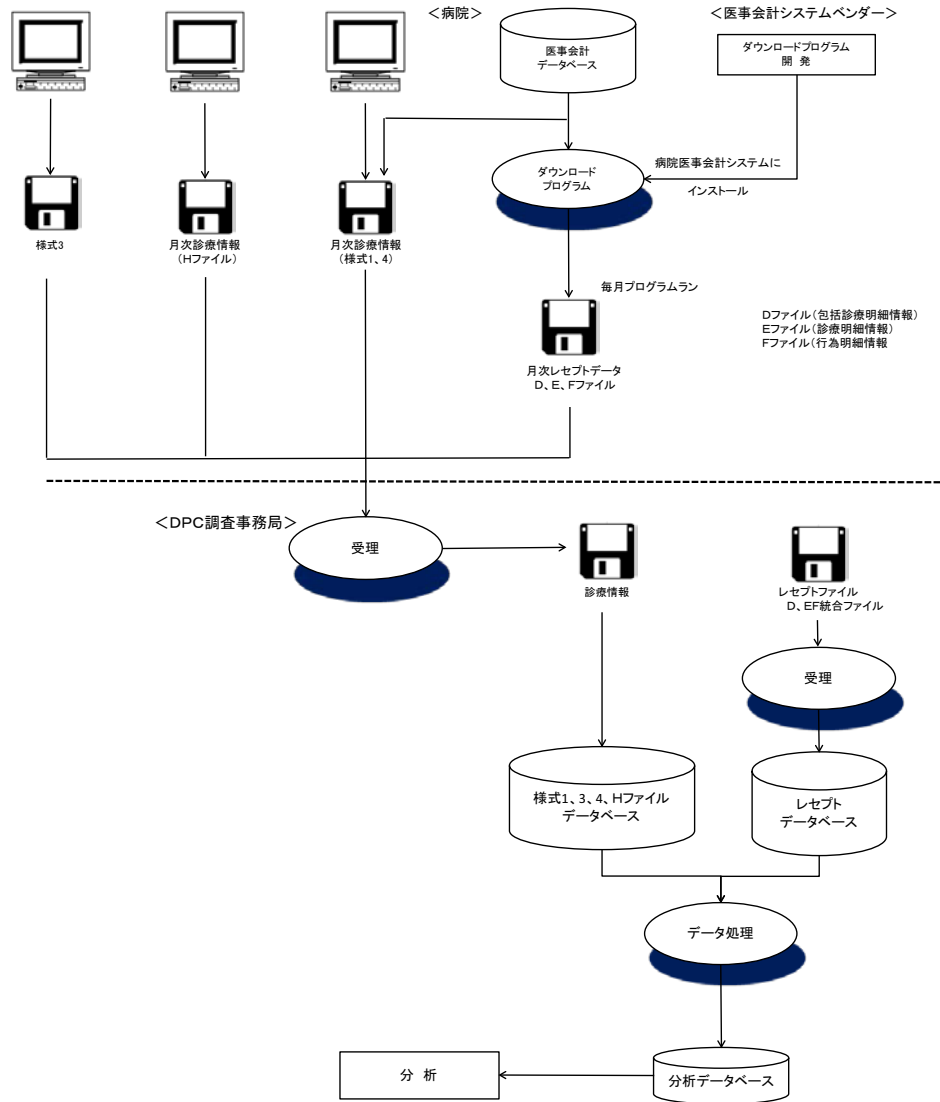 ＜病院＞
＜医事会計システムベンダー＞
医事会計
データベース
ダウンロードプログラム
開 発
ダウンロード
プログラム
病院医事会計システムに
インストール
様式3
月次診療情報
（Hファイル）
月次診療情報
（様式1、4）
毎月プログラムラン
Dファイル（包括診療明細情報）
Eファイル（診療明細情報）
Fファイル（行為明細情報
月次レセプトデータ
D、E、Fファイル
＜DPC調査事務局＞
受理
診療情報
レセプトファイル
D、EF統合ファイル
受理
様式1、3、4、Hファイル
データベース
レセプト
データベース
データ処理
分 析
分析データベース